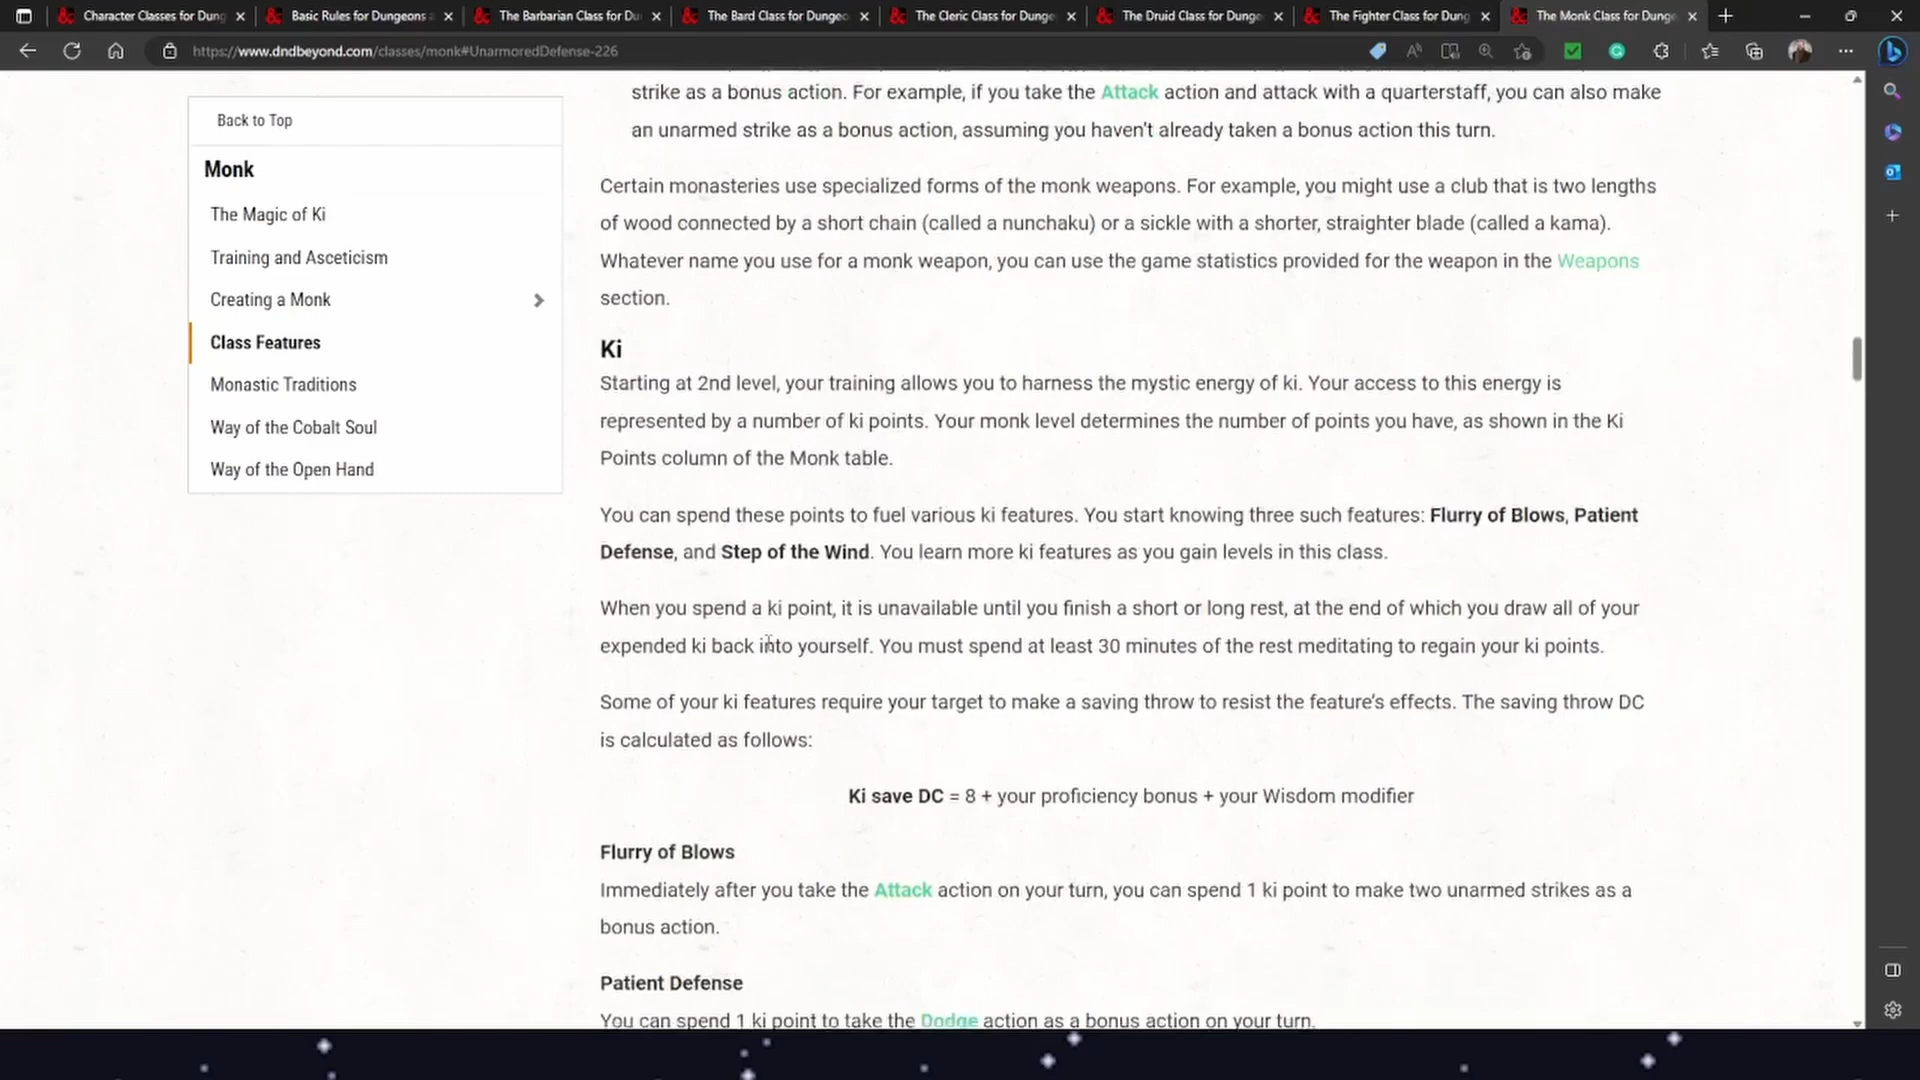 Character Classes for Dung
Basic Rules for Dungeons
The Barbarian Class for Du
The Bard Class for Dungeo
The Cleric Class for Dunge
The Druid Class for Dunge
The Fighter Class for Dung
The Monk Class for Dunge
https://www.dndbeyond.com/classes/monk#UnarmoredDefense-226
Back to Top
Monk
The Magic of Ki
Training and Asceticism
Creating a Monk
Class Features
Monastic Traditions
Way of the Cobalt Soul
Way of the Open Hand
strike as a bonus action. For example, if you take the Attack action and attack with a quarterstaff, you can also make
an unarmed strike as a bonus action, assuming you haven't already taken a bonus action this turn.
Certain monasteries use specialized forms of the monk weapons. For example, you might use a club that is two lengths
of wood connected by a short chain (called a nunchaku) or a sickle with a shorter, straighter blade (called a kama).
Whatever name you use for a monk weapon, you can use the game statistics provided for the weapon in the Weapons
section.
Ki
Starting at 2nd level, your training allows you to harness the mystic energy of ki. Your access to this energy is
represented by a number of ki points. Your monk level determines the number of points you have, as shown in the Ki
Points column of the Monk table.
You can spend these points to fuel various ki features. You start knowing three such features: Flurry of Blows, Patient
Defense, and Step of the Wind. You learn more ki features as you gain levels in this class.
When you spend a ki point, it is unavailable until you finish a short or long rest, at the end of which you draw all of your
expended ki back into yourself. You must spend at least 30 minutes of the rest meditating to regain your ki points.
Some of your ki features require your target to make a saving throw to resist the feature's effects. The saving throw DC
is calculated as follows:
Ki save DC = 8 + your proficiency bonus + your Wisdom modifier
Flurry of Blows
Immediately after you take the Attack action on your turn, you can spend 1 ki point to make two unarmed strikes as a
bonus action.
Patient Defense
You can spend 1 ki point to take the Dodge action as a bonus action on your turn.